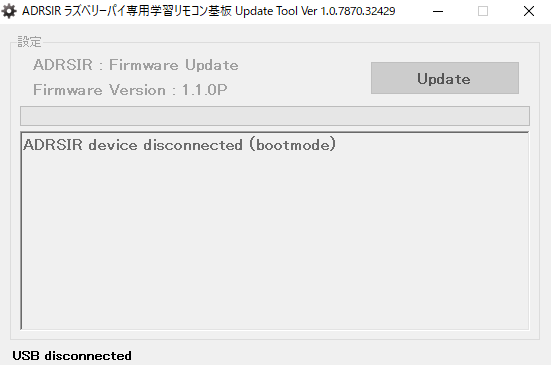 ADRSIR ラズベリーパイ専用学習リモコン基板 Update Tool Ver 1.0.7870.32429
設定
ADRSIR : Firmware Update
Firmware Version : 1.1.0P
Update
ADRSIR device disconnected (bootmode)
USB disconnected